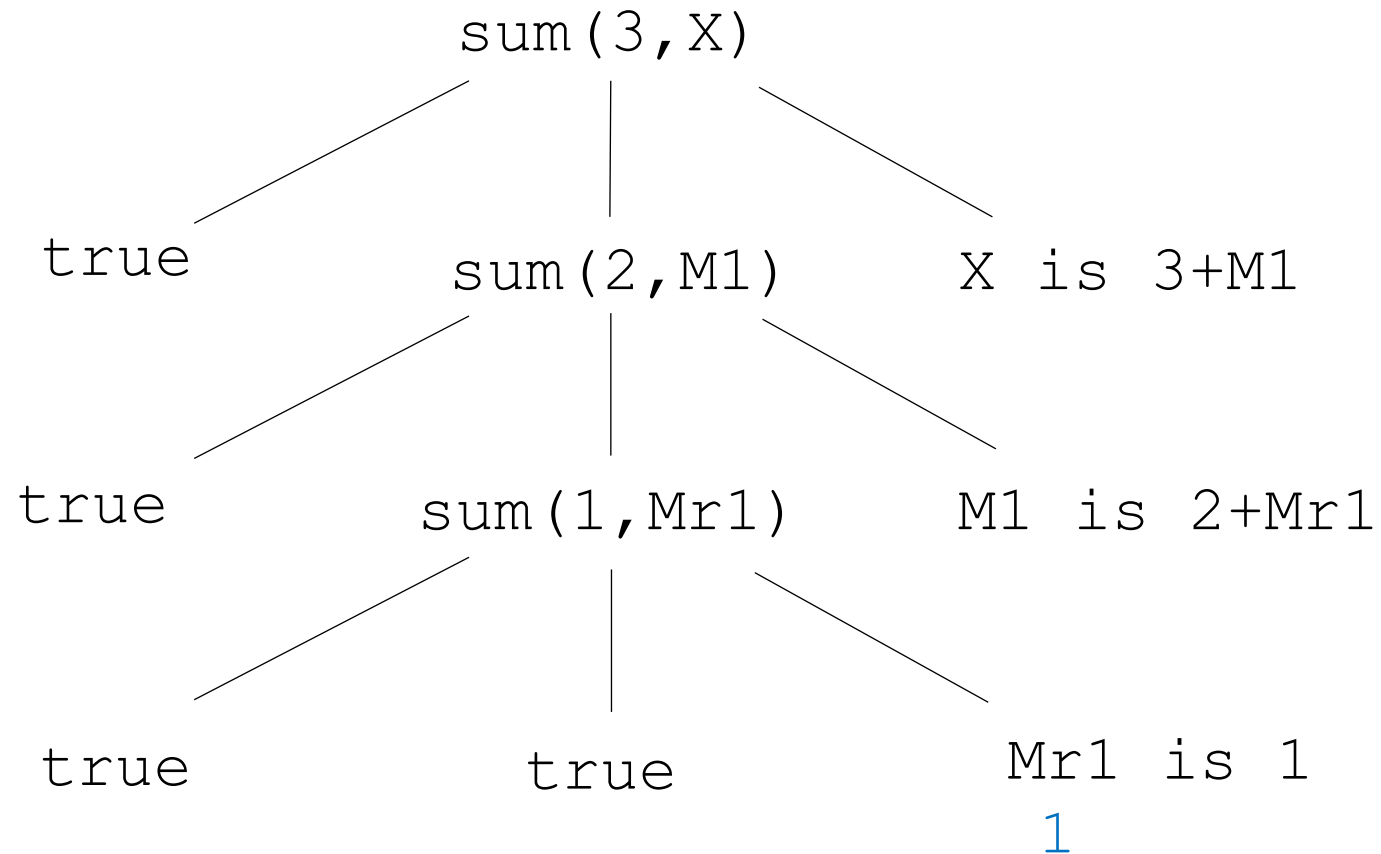 sum(3,X)
true
sum(2,M1)
X is 3+M1
true
sum(1,Mr1)
M1 is 2+Mr1
true
true
Mr1 is 1
1